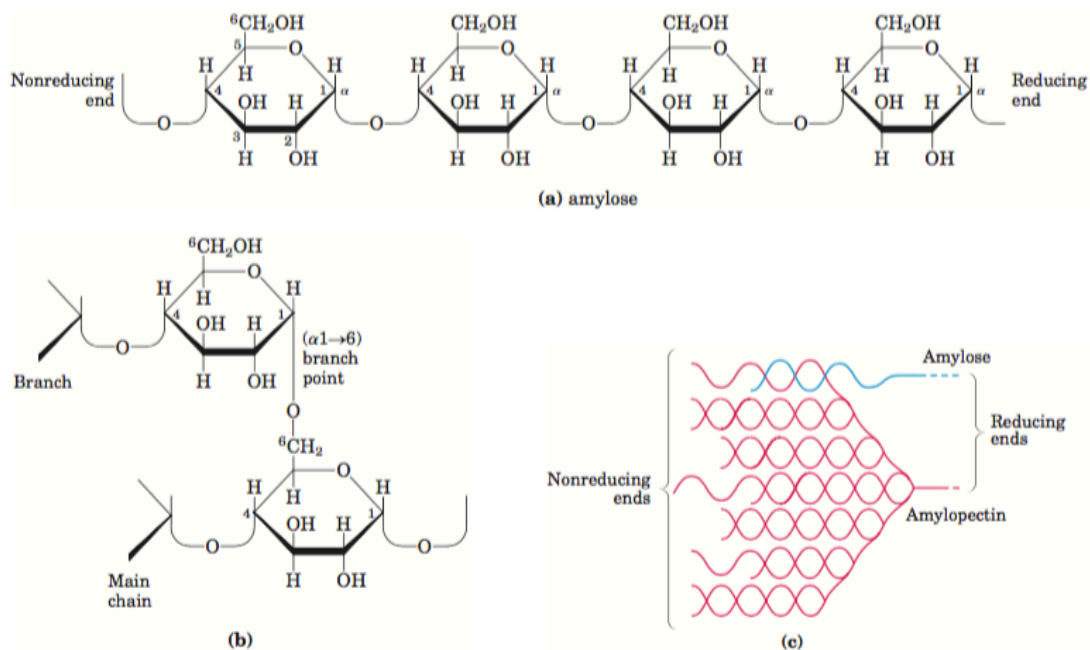 ⁶CH₂OH CH₂OH CH₂OH CH₂OH
5 O O O O
H H H H H H H H
Nonreducing end
H H H H
4 OH H 1 α 4 OH H 1 α 4 OH H 1 α 4 OH H 1 α
Reducing end
O O O O
3 2
H OH H OH H OH H OH
(a) amylose
⁶CH₂OH
O
H H
H
4 OH H 1
O
H OH
Branch
(α1→6)
branch
point
O
⁶CH₂
O
H H
H
4 OH H 1
O O
H OH
Main
chain
(b)
Amylose
Reducing
ends
Nonreducing
ends
Amylopectin
(c)